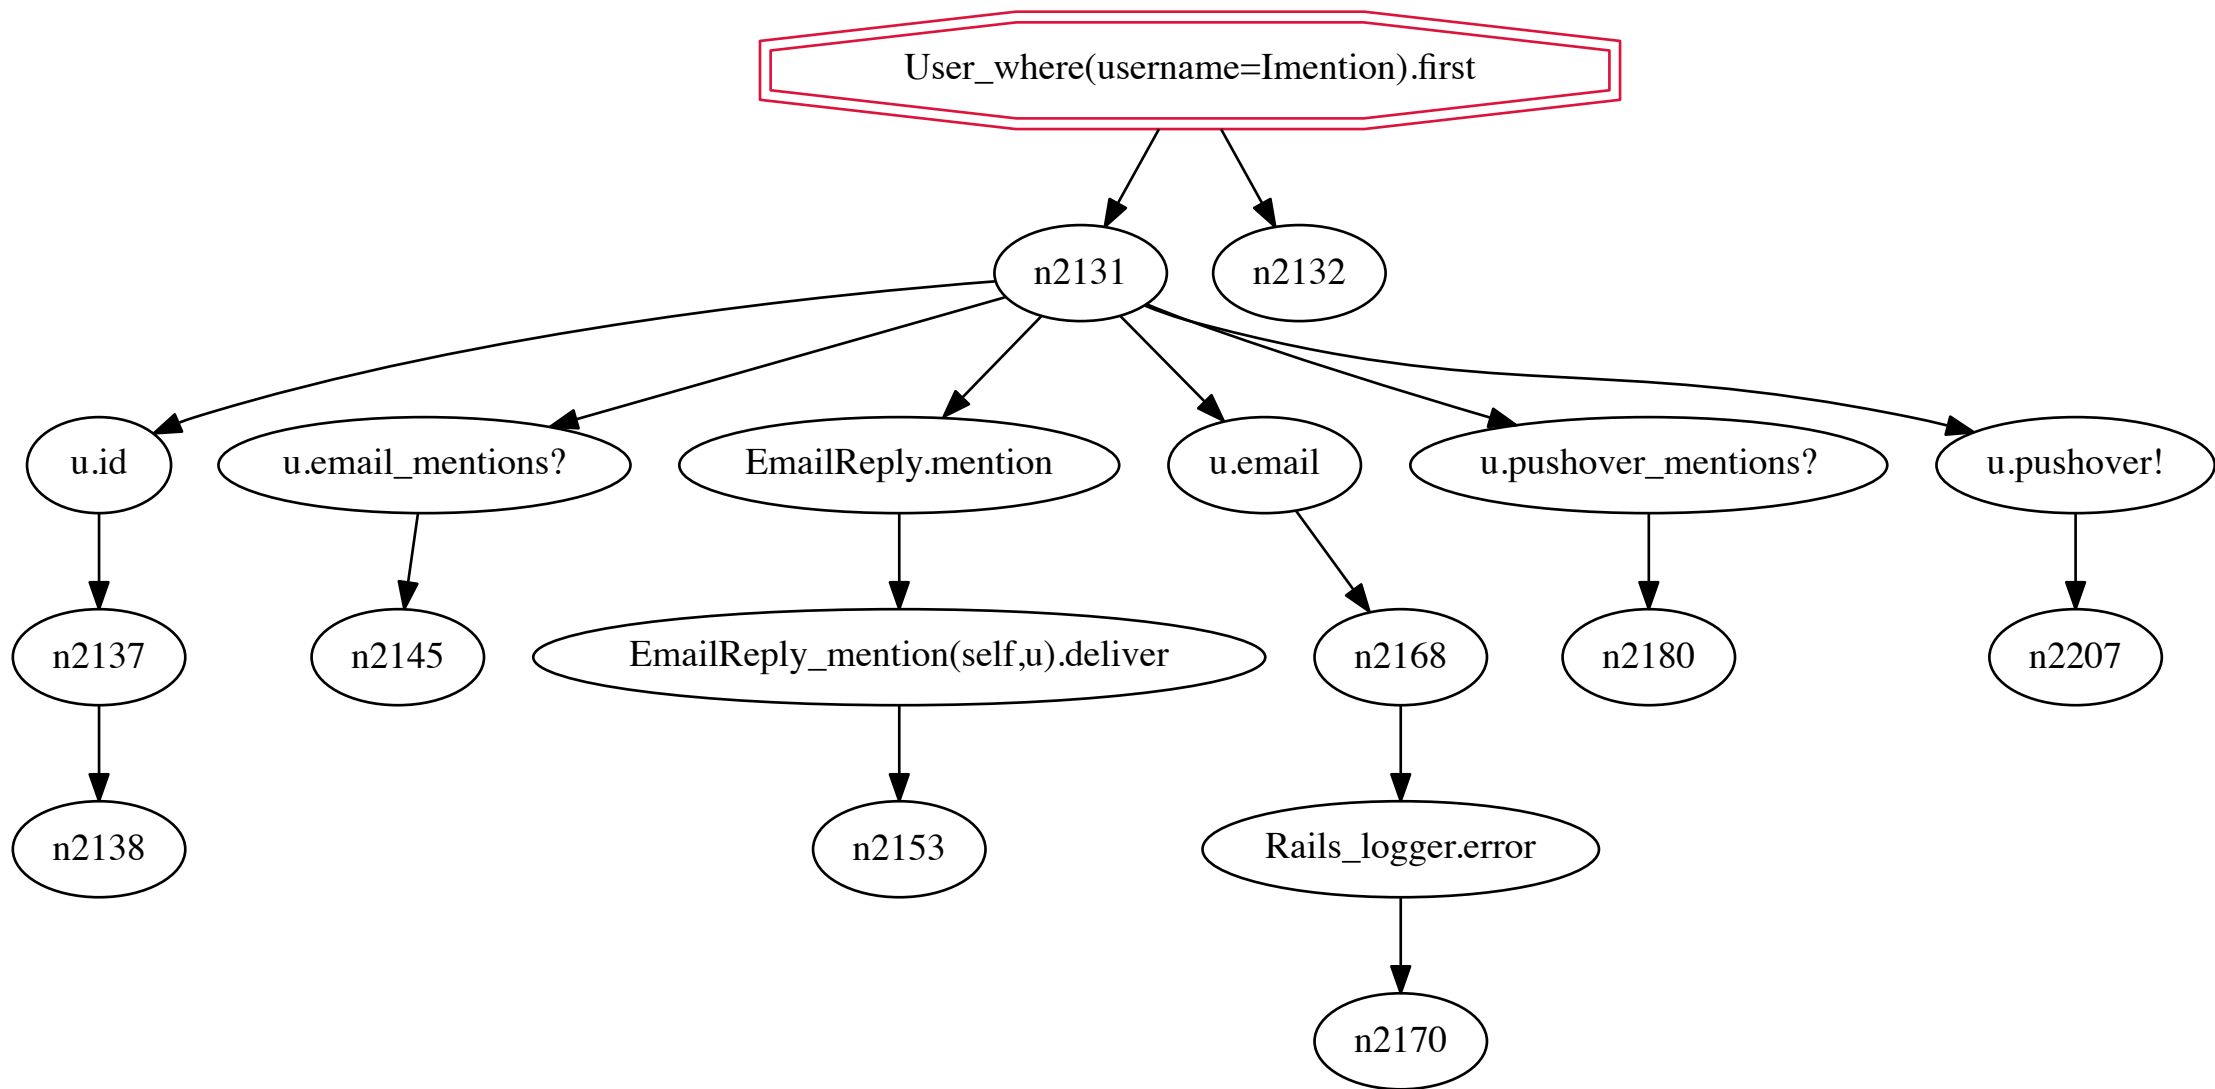 User_where(username=Imention).first
n2131
n2132
u.id
u.email_mentions?
EmailReply.mention
u.email
u.pushover_mentions?
u.pushover!
n2137
n2145
EmailReply_mention(self,u).deliver
n2168
n2180
n2207
n2138
n2153
Rails_logger.error
n2170